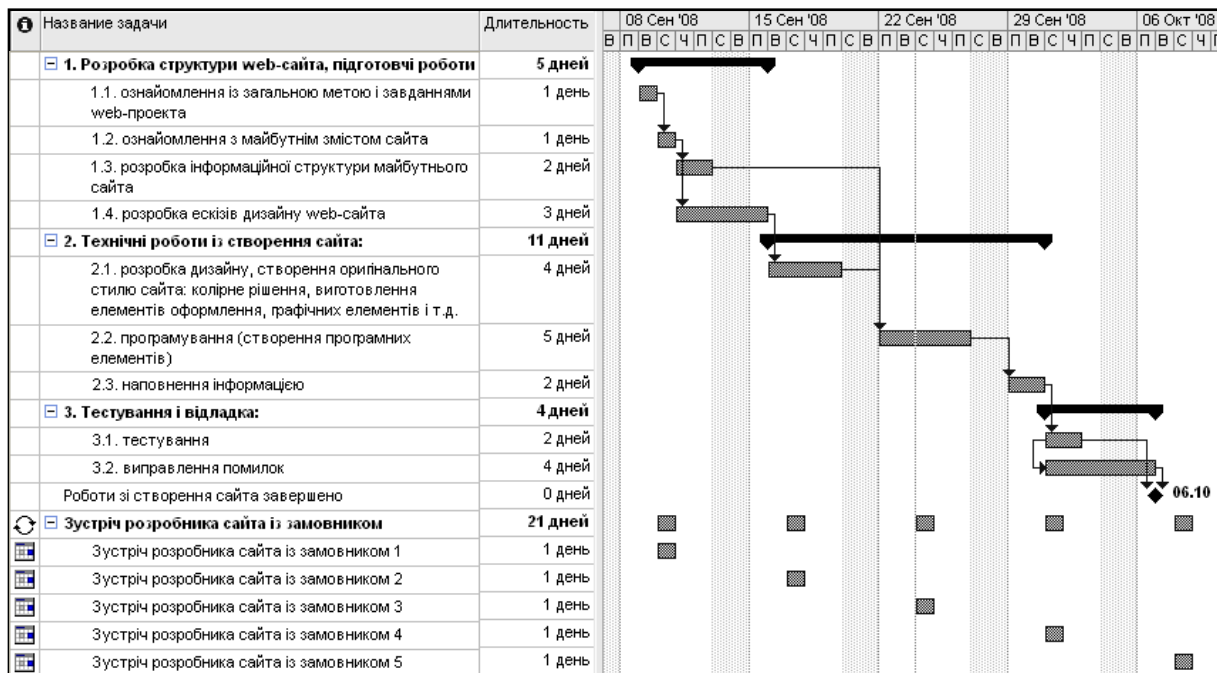 Название задачи Длительность 08 Сен '08 15 Сен '08 22 Сен '08 29 Сен '08 06 Окт '08
В П В С Ч П С В П В С Ч П С В П В С Ч П С В П В С Ч П С В П В С Ч
1. Розробка структури web-сайта, підготовчі роботи 5 дней
1.1. ознайомлення із загальною метою і завданнями 1 день
web-проекта
1.2. ознайомлення з майбутнім змістом сайта 1 день
1.3. розробка інформаційної структури майбутнього 2 дней
сайта
1.4. розробка ескізів дизайну web-сайта 3 дней
2. Технічні роботи із створення сайта: 11 дней
2.1. розробка дизайну, створення оригінального 4 дней
стилю сайта: колірне рішення, виготовлення
елементів оформлення, графічних елементів і т.д.
2.2. програмування (створення програмних 5 дней
елементів)
2.3. наповнення інформацією 2 дней
3. Тестування і відладка: 4 дней
3.1. тестування 2 дней
3.2. виправлення помилок 4 дней
Роботи зі створення сайта завершено 0 дней 06.10
Зустріч розробника сайта із замовником 21 дней
Зустріч розробника сайта із замовником 1 1 день
Зустріч розробника сайта із замовником 2 1 день
Зустріч розробника сайта із замовником 3 1 день
Зустріч розробника сайта із замовником 4 1 день
Зустріч розробника сайта із замовником 5 1 день